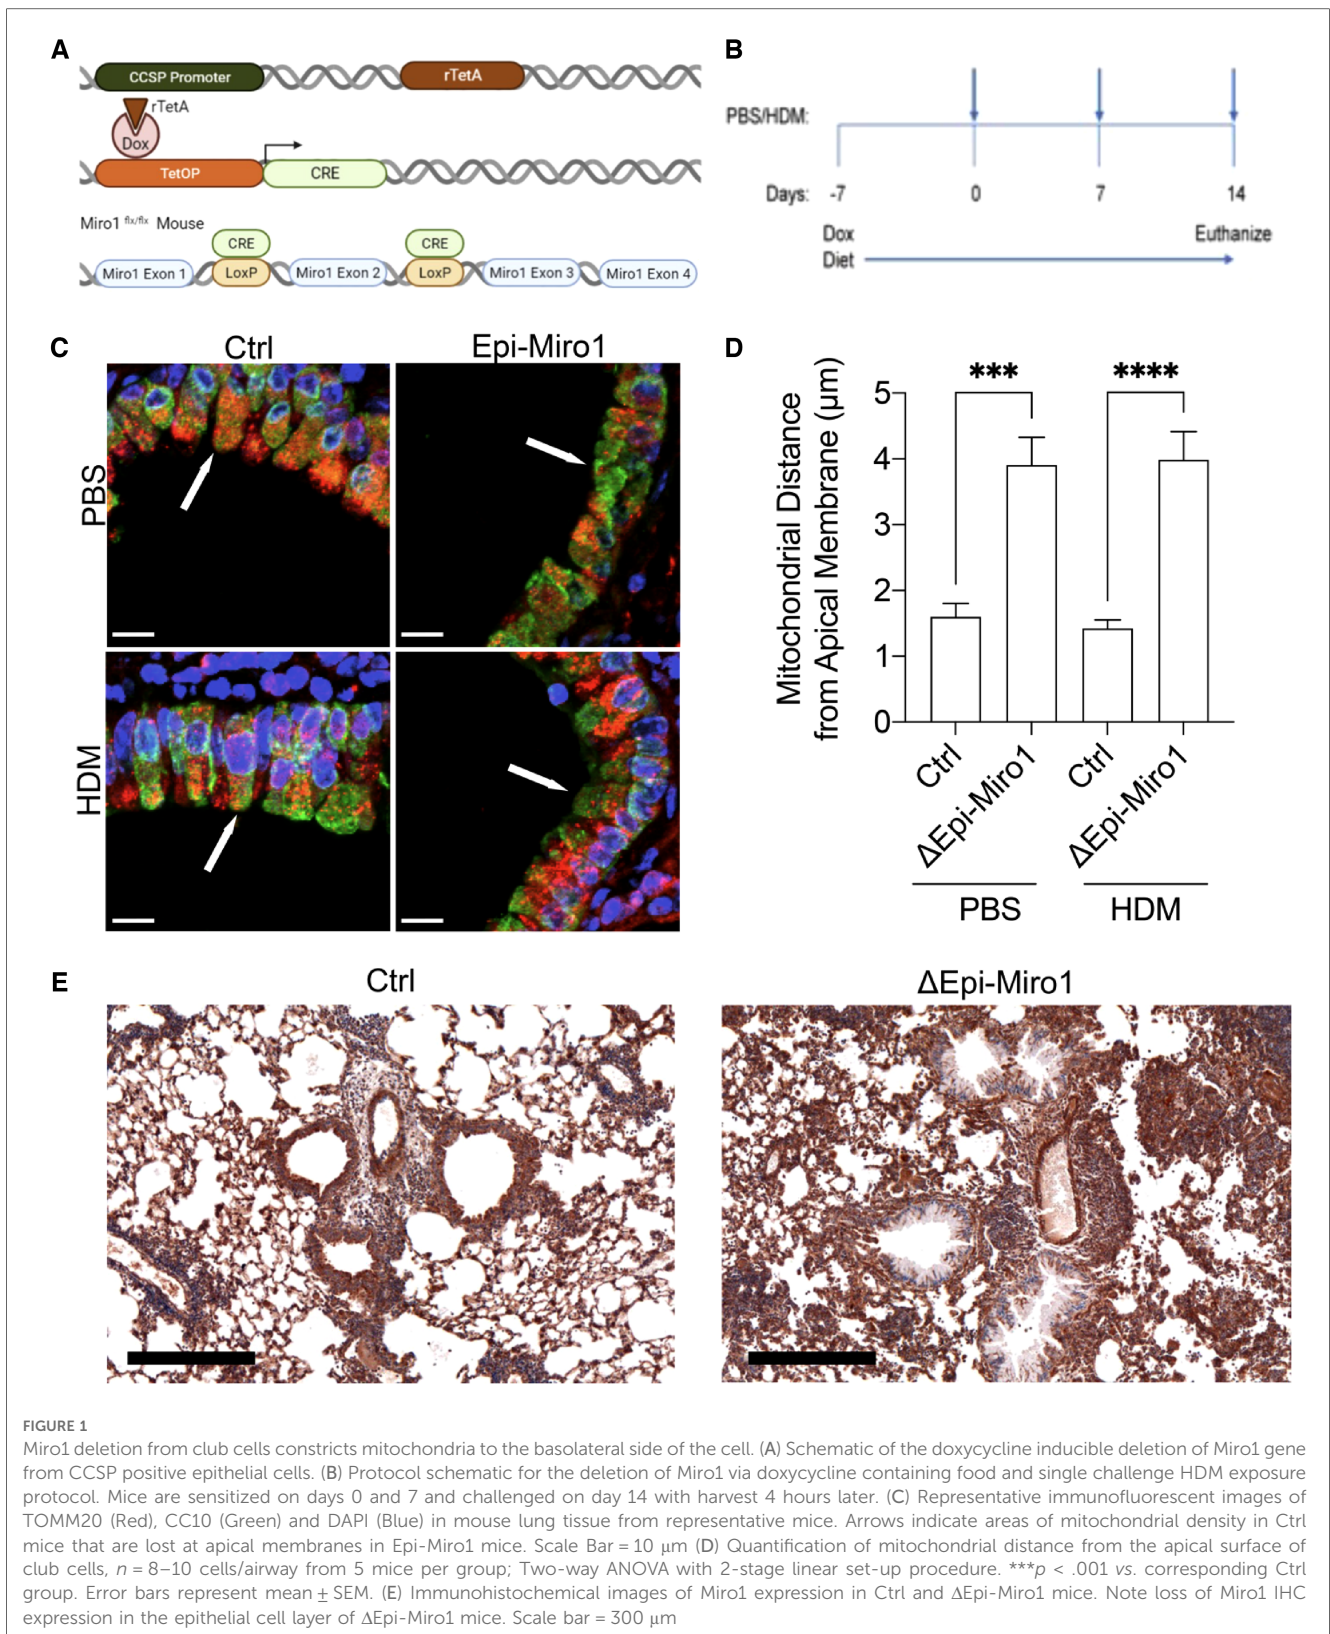 A
CCSP Promoter
rTetA
rTetA
Dox
TetOP
CRE
Miro1 flx/flx Mouse
CRE
CRE
Miro1 Exon 1
LoxP
Miro1 Exon 2
LoxP
Miro1 Exon 3
Miro1 Exon 4
B
PBS/HDM:
Days: -7 0 7 14
Dox
Diet
Euthanize
C
Ctrl
Epi-Miro1
PBS
HDM
D
Mitochondrial Distance
from Apical Membrane (μm)
5
4
3
2
1
0
***
****
Ctrl
ΔEpi-Miro1
Ctrl
ΔEpi-Miro1
PBS
HDM
E
Ctrl
ΔEpi-Miro1
FIGURE 1
Miro1 deletion from club cells constricts mitochondria to the basolateral side of the cell. (A) Schematic of the doxycycline inducible deletion of Miro1 gene
from CCSP positive epithelial cells. (B) Protocol schematic for the deletion of Miro1 via doxycycline containing food and single challenge HDM exposure
protocol. Mice are sensitized on days 0 and 7 and challenged on day 14 with harvest 4 hours later. (C) Representative immunofluorescent images of
TOMM20 (Red), CC10 (Green) and DAPI (Blue) in mouse lung tissue from representative mice. Arrows indicate areas of mitochondrial density in Ctrl
mice that are lost at apical membranes in Epi-Miro1 mice. Scale Bar = 10 μm (D) Quantification of mitochondrial distance from the apical surface of
club cells, n = 8–10 cells/airway from 5 mice per group; Two-way ANOVA with 2-stage linear set-up procedure. ***p < .001 vs. corresponding Ctrl
group. Error bars represent mean ± SEM. (E) Immunohistochemical images of Miro1 expression in Ctrl and ΔEpi-Miro1 mice. Note loss of Miro1 IHC
expression in the epithelial cell layer of ΔEpi-Miro1 mice. Scale bar = 300 μm